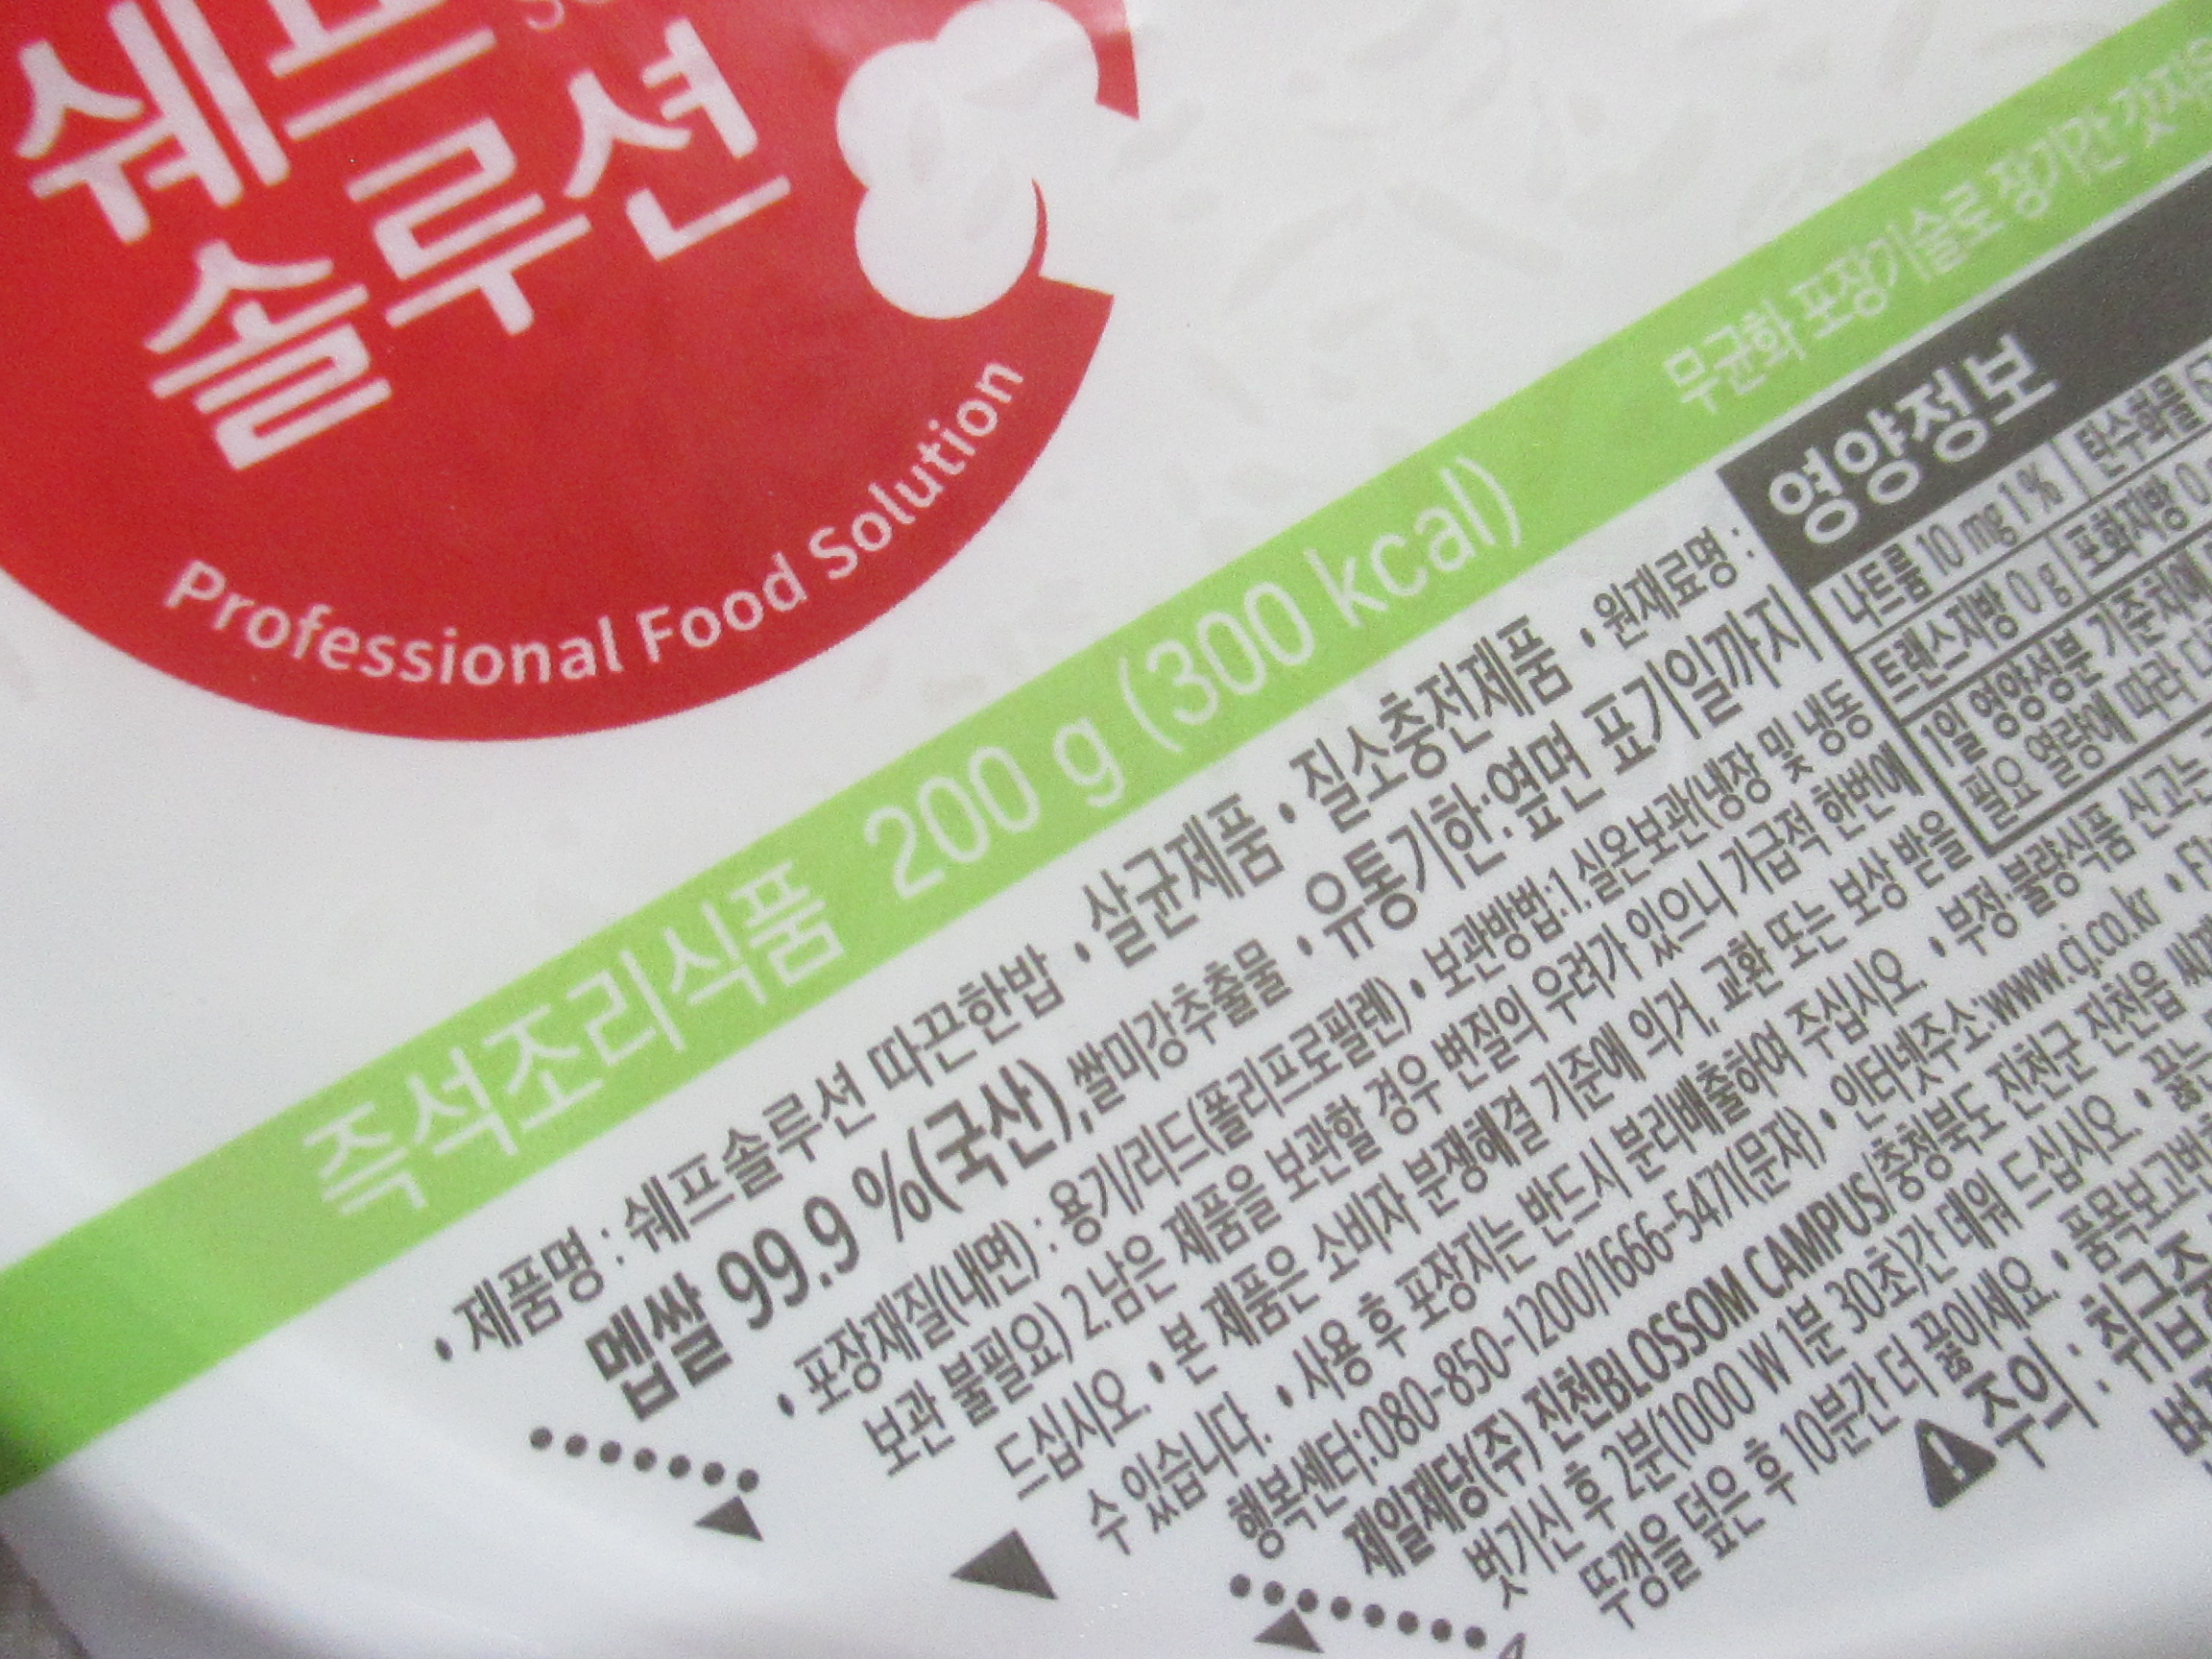 쉐프
솔루션
Professional Food Solution
즉석조리식품 200 g (300 kcal)
무균화 포장기술로 장기간 갓지은
영양정보
나트륨 10 mg 1 % 탄수화물
트랜스지방 0 g 포화지방
1일 영양성분 기준치에
필요 열량에 따라
• 제품명 : 쉐프솔루션 따끈한밥 • 살균제품 • 질소충전제품 • 원재료명 :
멥쌀 99.9 %(국산), 쌀미강추출물 • 유통기한:옆면 표기일까지
• 포장재질(내면) : 용기/리드(폴리프로필렌) • 보관방법:1.실온보관(냉장 및 냉동
보관 불필요) 2.남은 제품을 보관할 경우 변질의 우려가 있으니 가급적 한번에
드십시오. • 본 제품은 소비자 분쟁해결 기준에 의거, 교환 또는 보상 받을
수 있습니다. • 사용 후 포장지는 반드시 분리배출하여 주십시오. • 부정·불량식품 신고는
행복센터:080-850-1200/1666-5471(문자) • 인터넷주소:www.cj.co.kr •
제일제당(주) 진천BLOSSOM CAMPUS/충청북도 진천군 진천읍
벗기신 후 2분(1000 W 1분 30초)간 데워 드십시오. •
뚜껑을 덮은 후 10분간 더 끓이세요. • 품목보고번호
주의 :